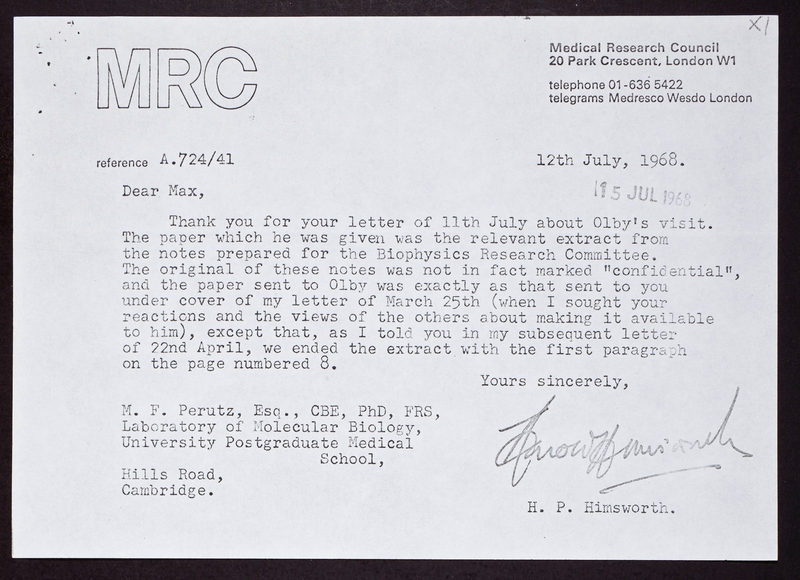 XI
MRC
Medical Research Council
20 Park Crescent, London W1
telephone 01-636 5422
telegrams Medresco Wesdo London
reference A.724/41
12th July, 1968.
Dear Max,
15 JUL 1968
Thank you for your letter of 11th July about Olby's visit.
The paper which he was given was the relevant extract from
the notes prepared for the Biophysics Research Committee.
The original of these notes was not in fact marked "confidential",
and the paper sent to Olby was exactly as that sent to you
under cover of my letter of March 25th (when I sought your
reactions and the views of the others about making it available
to him), except that, as I told you in my subsequent letter
of 22nd April, we ended the extract with the first paragraph
on the page numbered 8.
Yours sincerely,
M. F. Perutz, Esq., CBE, PhD, FRS,
Laboratory of Molecular Biology,
University Postgraduate Medical
School,
Hills Road,
Cambridge.
Harold Himsworth
H. P. Himsworth.